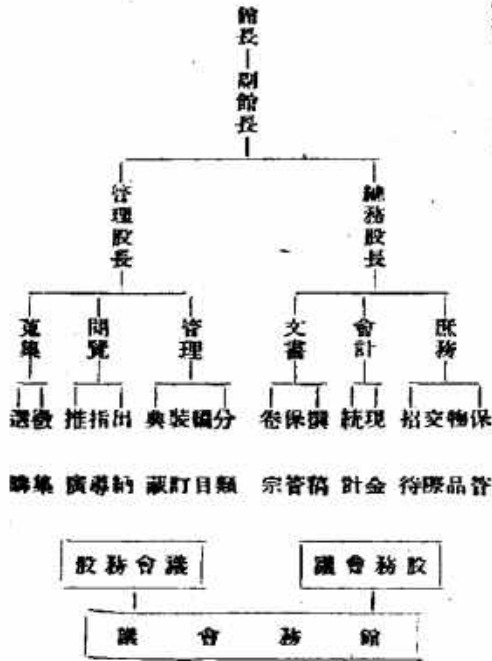 館長
副館長
總務股長
管理股長
庶務
會計
文書
管理
閱覽
蒐集
保管
物品
交際
招待
現金
統計
撰稿
保管
卷宗
分類
編目
裝訂
典藏
出納
指導
推廣
徵集
選購
股務會議
股務會議
館務會議